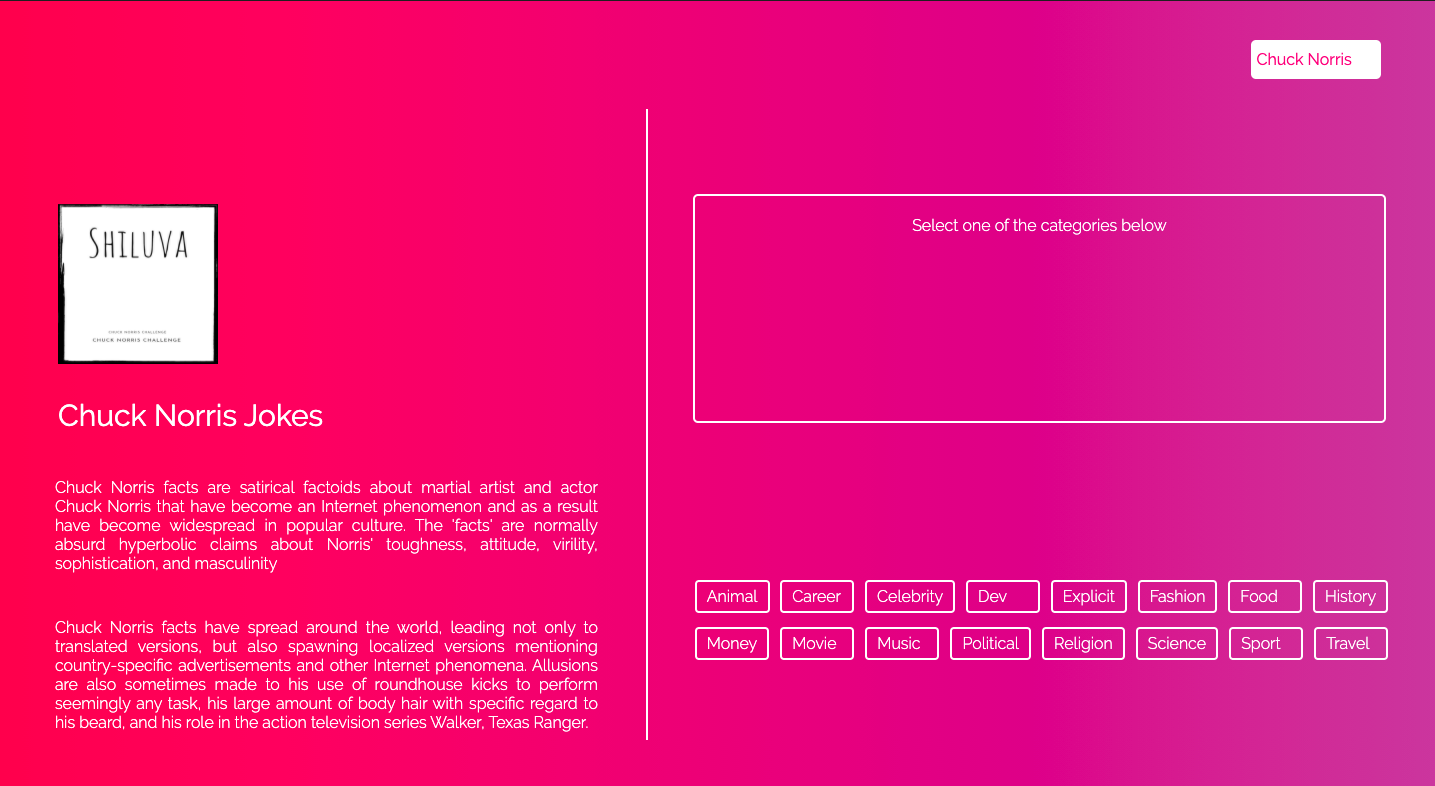 Chuck Norris
SHILUVA
CHUCK NORRIS CHALLENGE
CHUCK NORRIS CHALLENGE
Chuck Norris Jokes
Chuck Norris facts are satirical factoids about martial artist and actor
Chuck Norris that have become an Internet phenomenon and as a result
have become widespread in popular culture. The 'facts' are normally
absurd hyperbolic claims about Norris' toughness, attitude, virility,
sophistication, and masculinity
Chuck Norris facts have spread around the world, leading not only to
translated versions, but also spawning localized versions mentioning
country-specific advertisements and other Internet phenomena. Allusions
are also sometimes made to his use of roundhouse kicks to perform
seemingly any task, his large amount of body hair with specific regard to
his beard, and his role in the action television series Walker, Texas Ranger.
Select one of the categories below
Animal Career Celebrity Dev Explicit Fashion Food History
Money Movie Music Political Religion Science Sport Travel